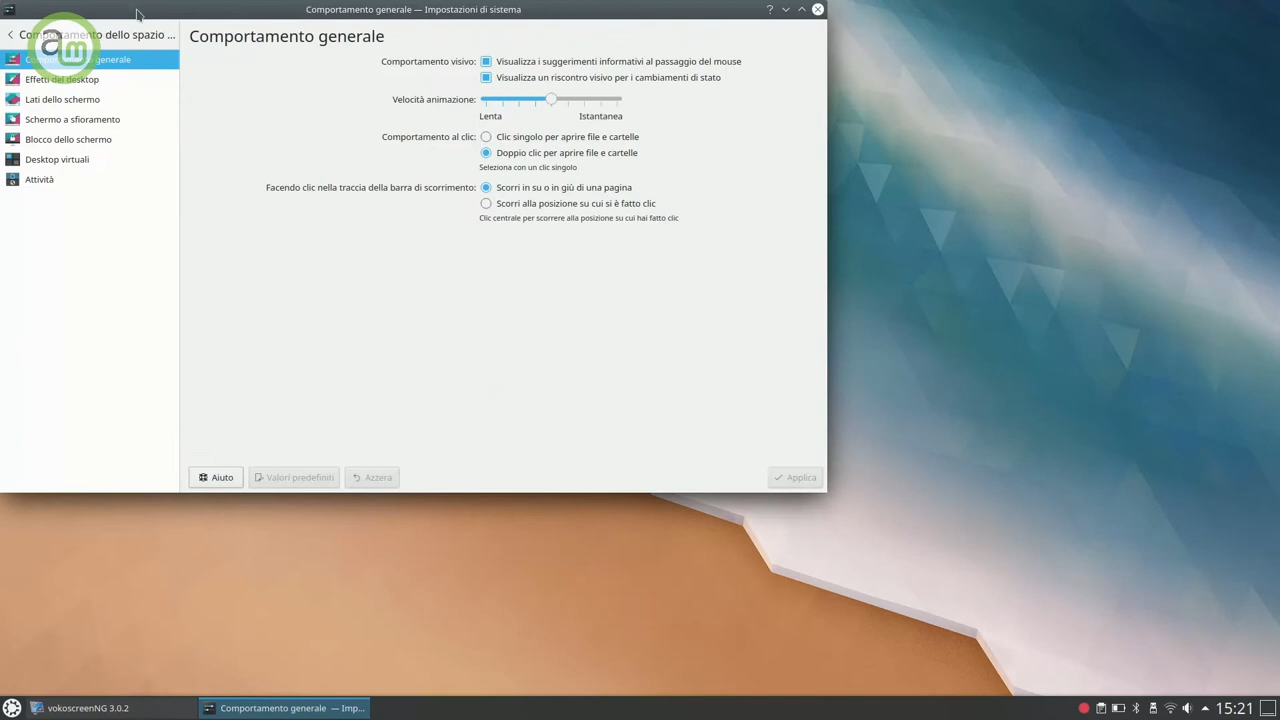 Comportamento generale — Impostazioni di sistema
?
Comportamento dello spazio ...
am
Comportamento generale
Effetti del desktop
Lati dello schermo
Schermo a sfioramento
Blocco dello schermo
Desktop virtuali
Attività
Comportamento generale
Comportamento visivo:
Visualizza i suggerimenti informativi al passaggio del mouse
Visualizza un riscontro visivo per i cambiamenti di stato
Velocità animazione:
Lenta
Istantanea
Comportamento al clic:
Clic singolo per aprire file e cartelle
Doppio clic per aprire file e cartelle
Seleziona con un clic singolo
Facendo clic nella traccia della barra di scorrimento:
Scorri in su o in giù di una pagina
Scorri alla posizione su cui si è fatto clic
Clic centrale per scorrere alla posizione su cui hai fatto clic
Aiuto
Valori predefiniti
Azzera
Applica
vokoscreenNG 3.0.2
Comportamento generale — Imp...
15:21